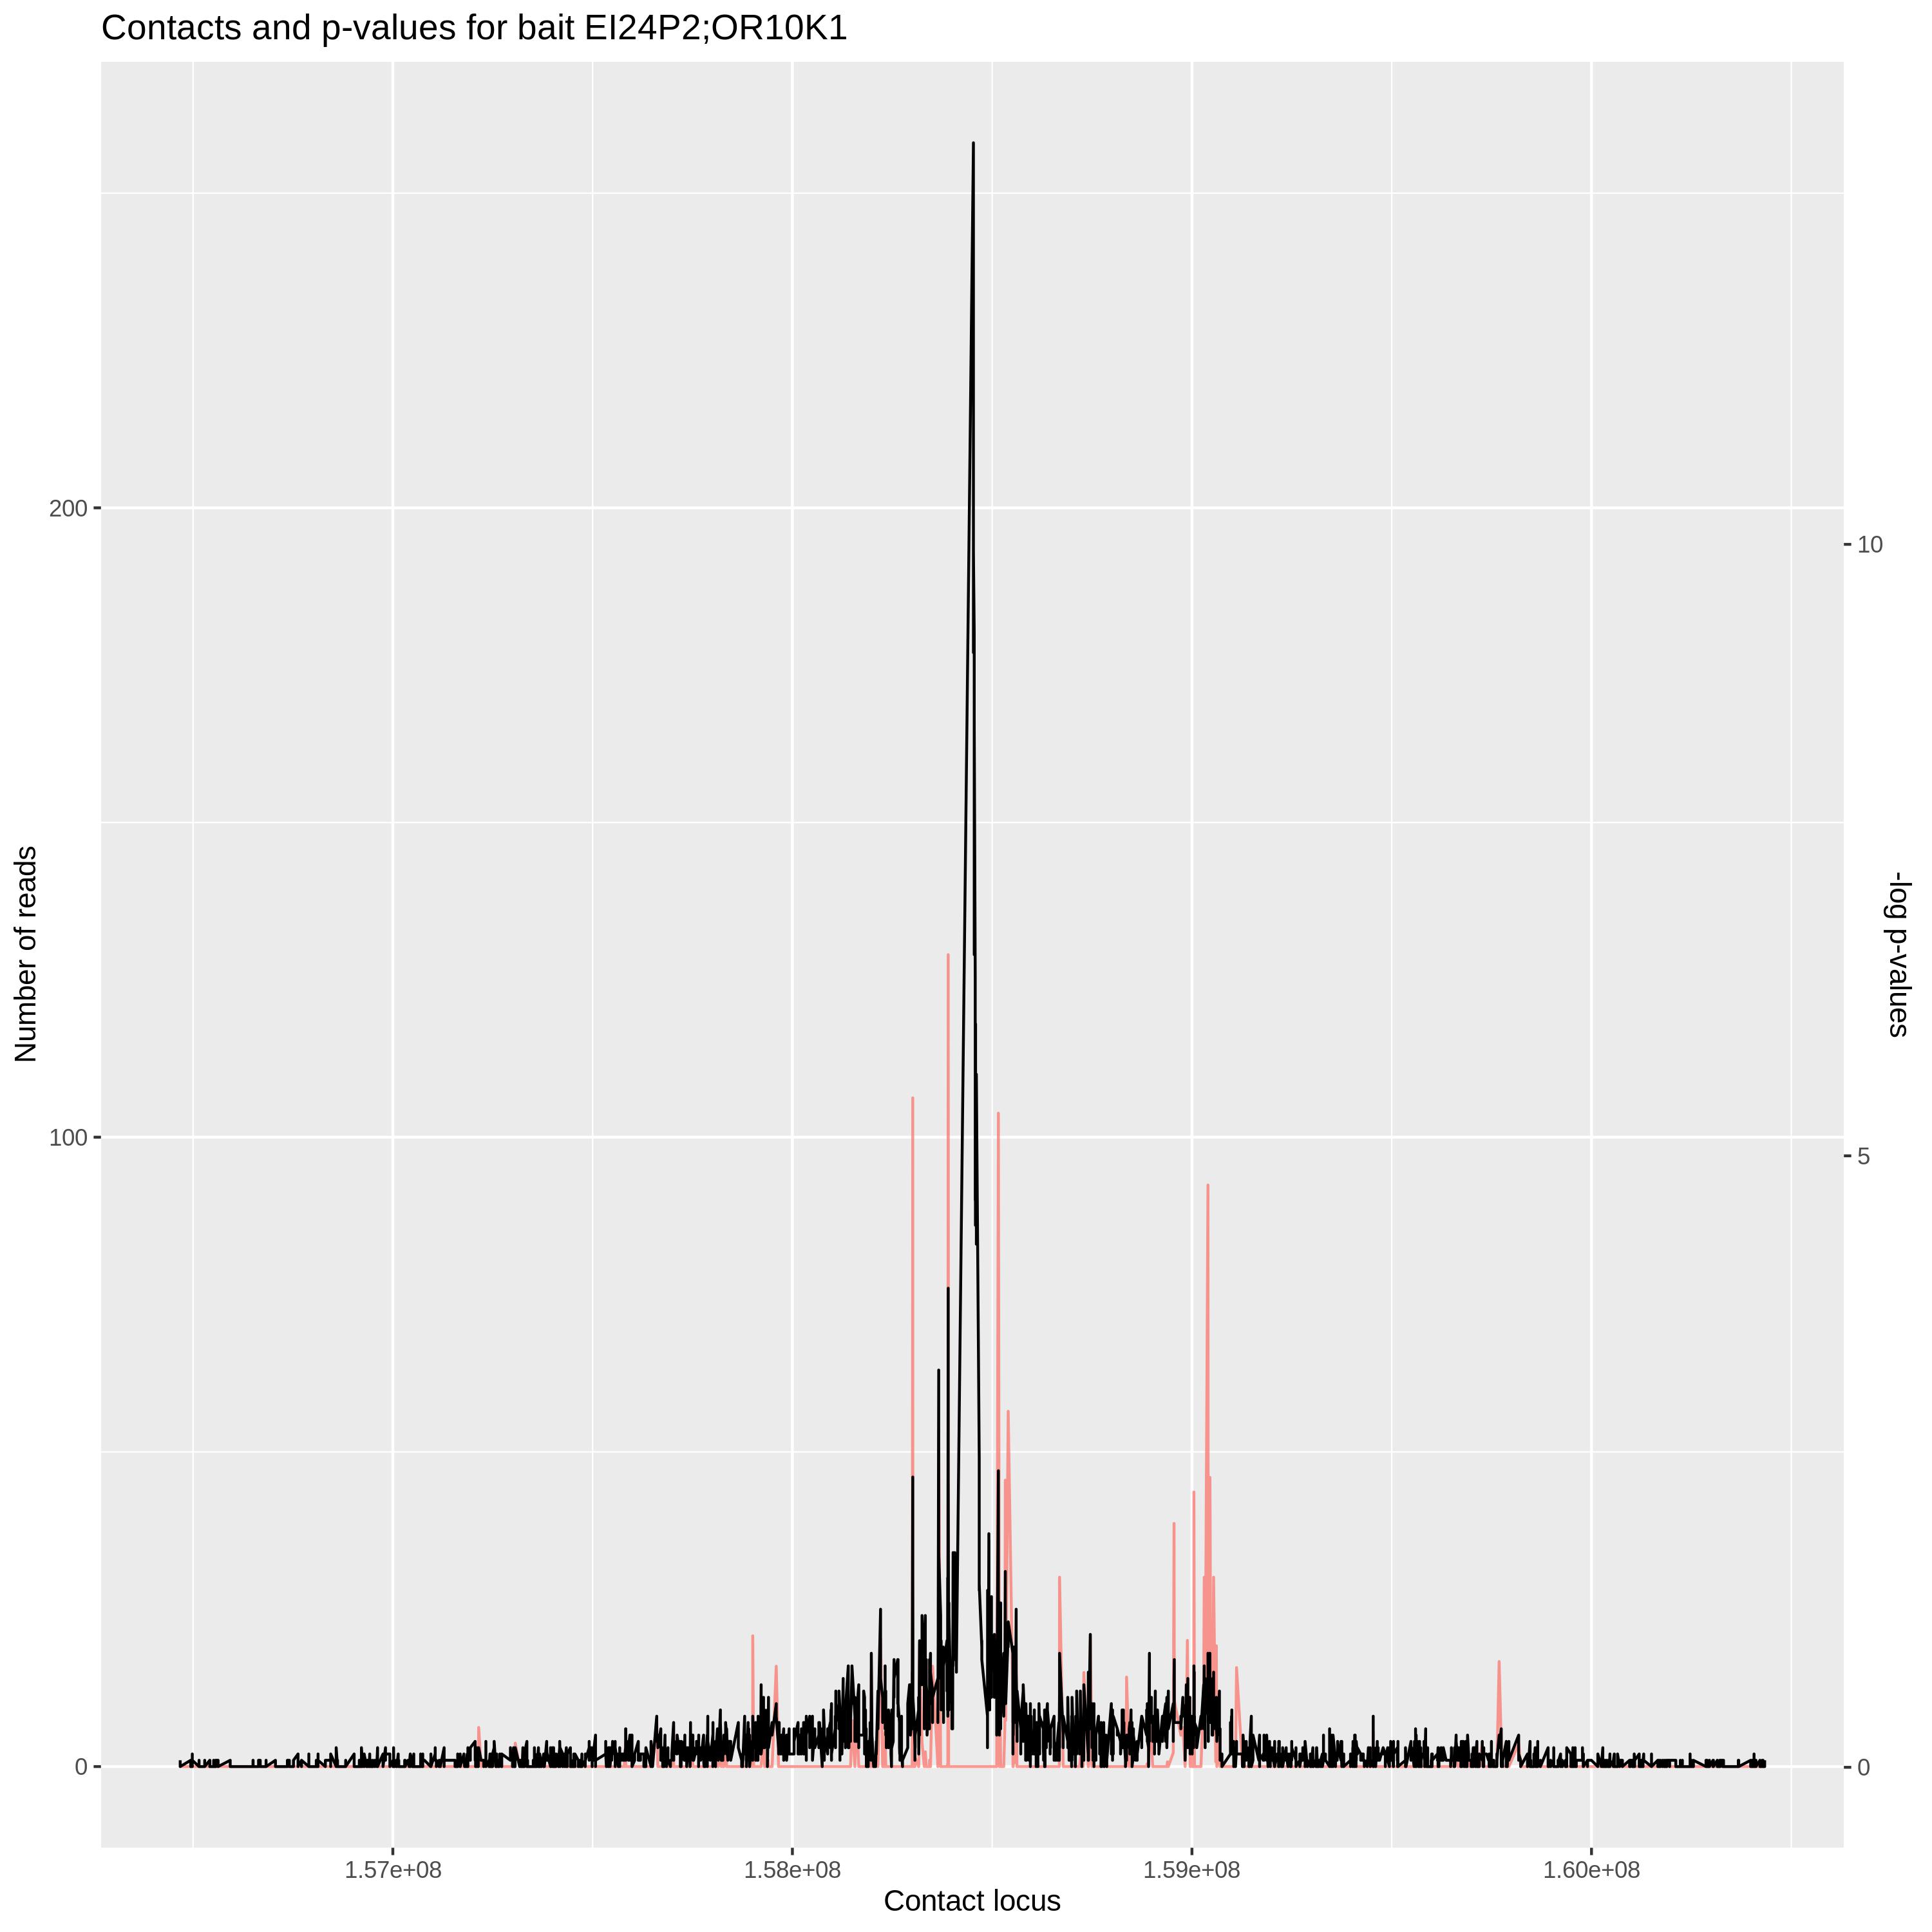 Contacts and p-values for bait EI24P2;OR10K1
200
100
0
Number of reads
10
5
0
-log p-values
1.57e+08 1.58e+08 1.59e+08 1.60e+08
Contact locus